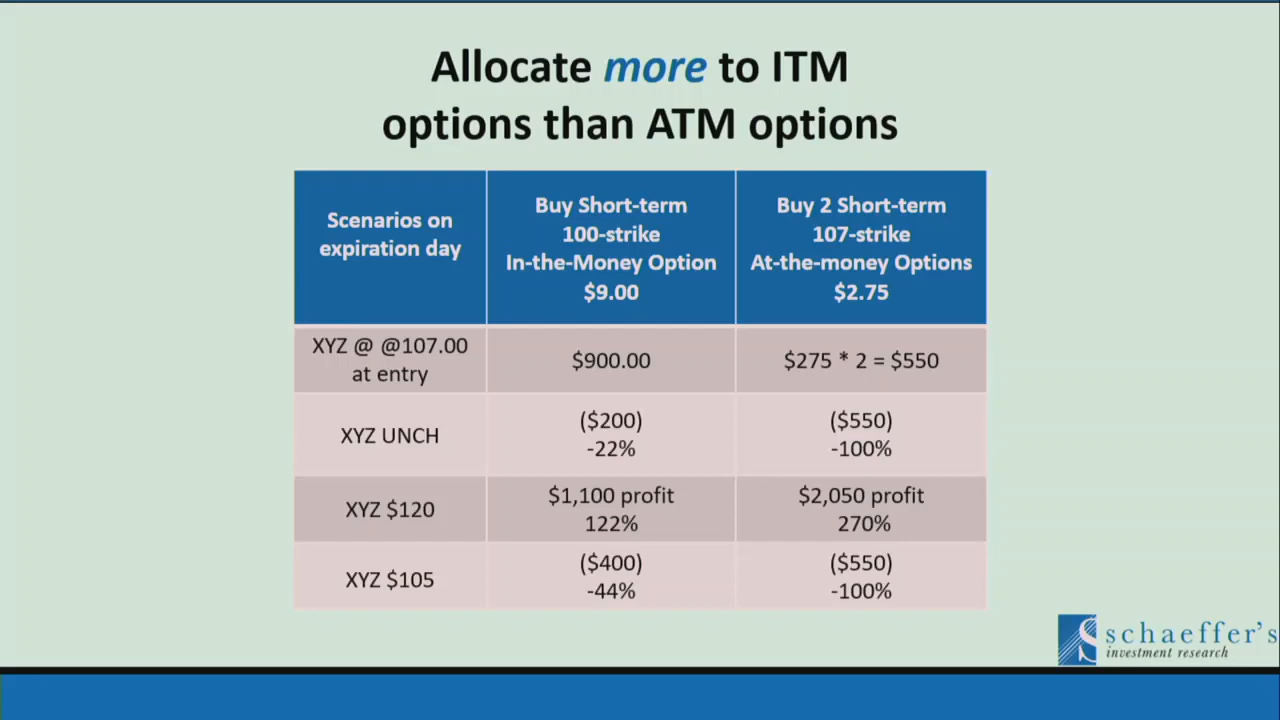 Allocate more to ITM
options than ATM options
Scenarios on
expiration day
Buy Short-term
100-strike
In-the-Money Option
$9.00
Buy 2 Short-term
107-strike
At-the-money Options
$2.75
XYZ @ @107.00
at entry
$900.00
$275 * 2 = $550
XYZ UNCH
($200)
-22%
($550)
-100%
XYZ $120
$1,100 profit
122%
$2,050 profit
270%
XYZ $105
($400)
-44%
($550)
-100%
schaeffer's
investment research